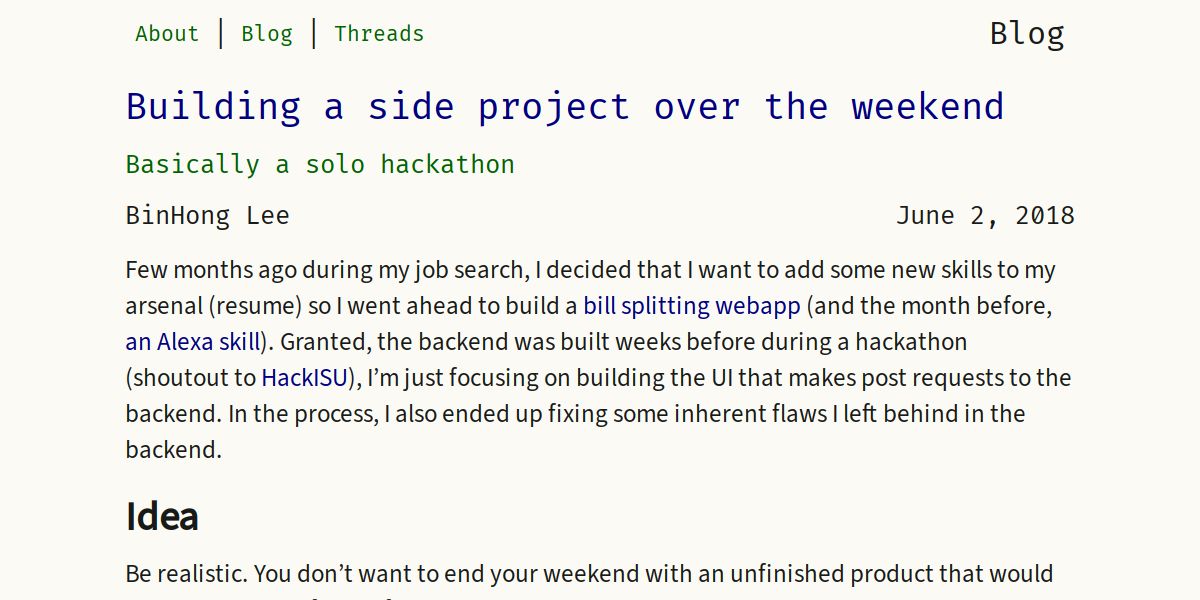 About | Blog | Threads Blog
Building a side project over the weekend
Basically a solo hackathon
BinHong Lee June 2, 2018
Few months ago during my job search, I decided that I want to add some new skills to my
arsenal (resume) so I went ahead to build a bill splitting webapp (and the month before,
an Alexa skill). Granted, the backend was built weeks before during a hackathon
(shoutout to HackISU), I’m just focusing on building the UI that makes post requests to the
backend. In the process, I also ended up fixing some inherent flaws I left behind in the
backend.
Idea
Be realistic. You don’t want to end your weekend with an unfinished product that would